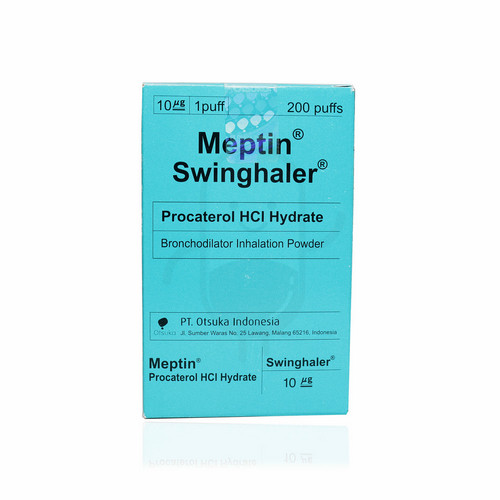 10 µg 1puff 200 puffs
Meptin®
Swinghaler®
Procaterol HCl Hydrate
Bronchodilator Inhalation Powder
PT. Otsuka Indonesia
Otsuka Jl. Sumber Waras No. 25 Lawang, Malang 65216, Indonesia
Meptin® Swinghaler®
Procaterol HCl Hydrate 10 µg